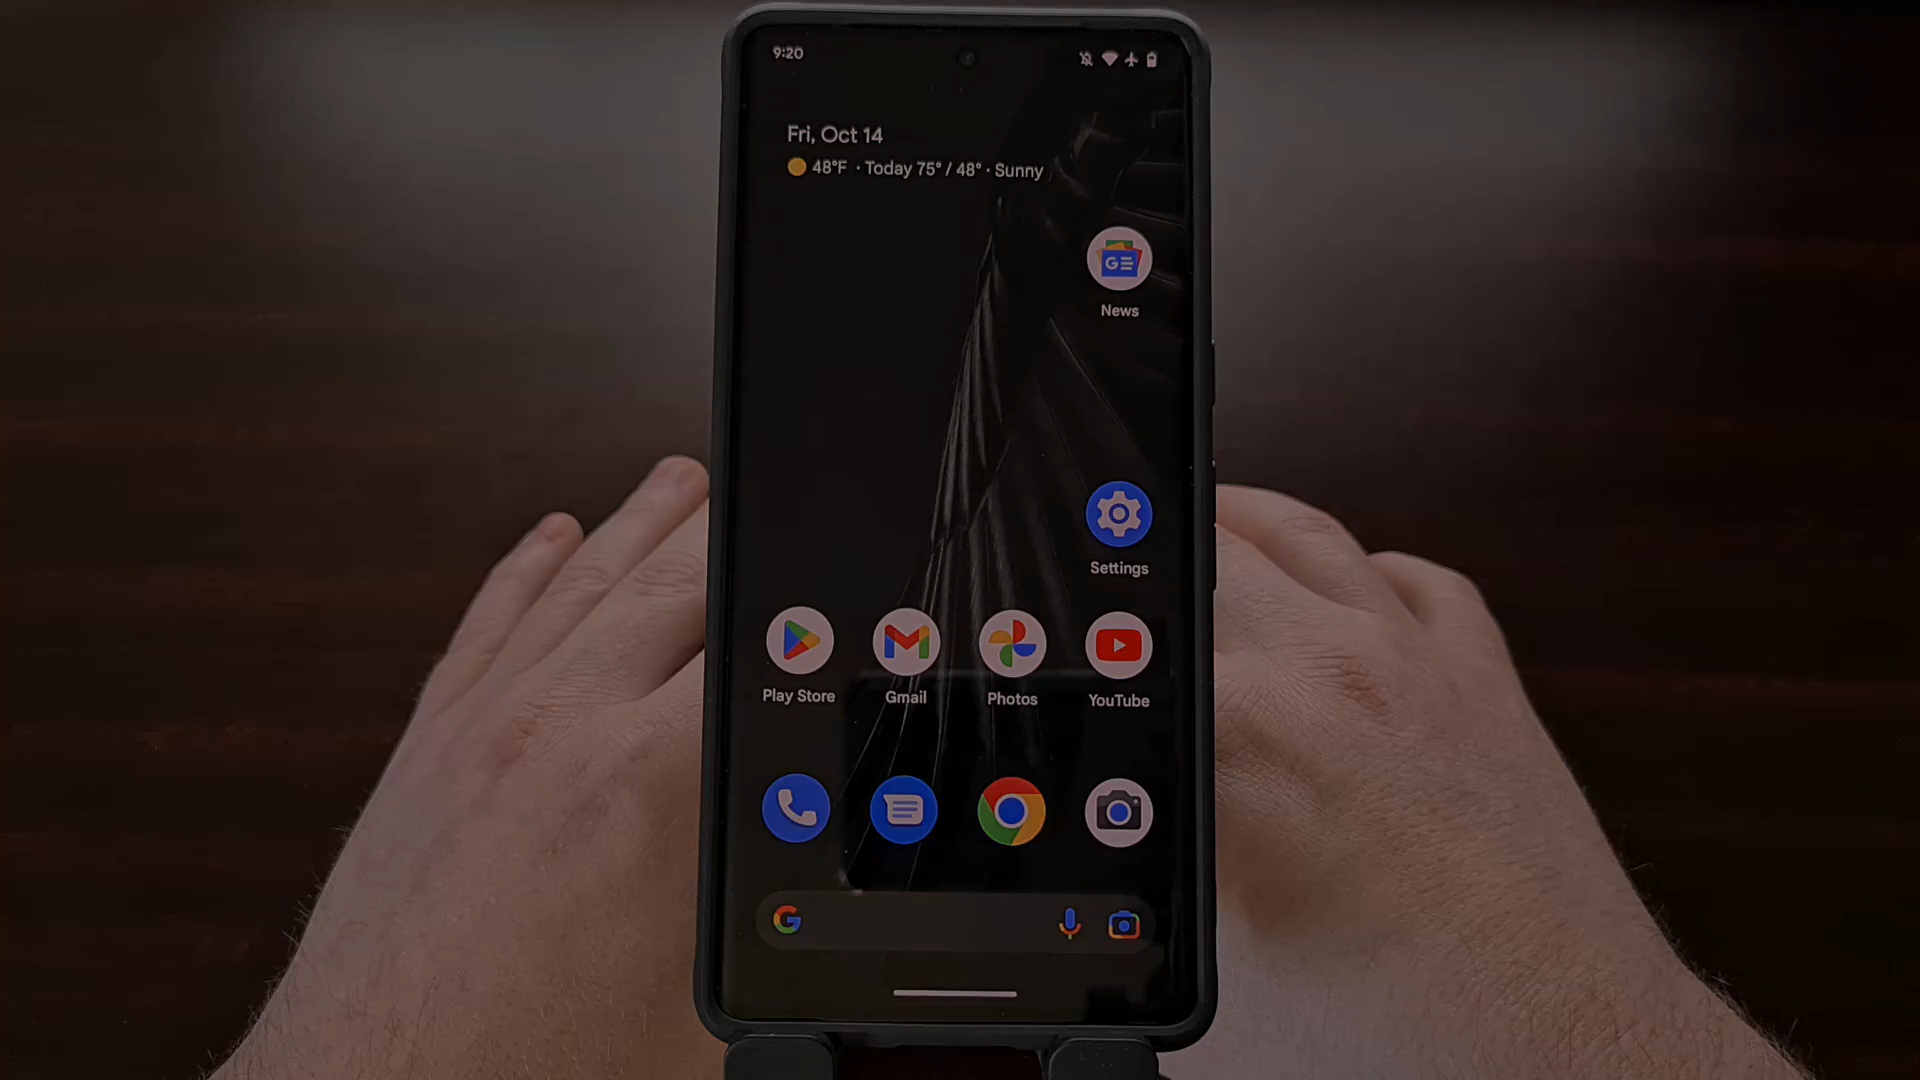 9:20
Fri, Oct 14
48°F · Today 75° / 48° · Sunny
News
Settings
Play Store
Gmail
Photos
YouTube